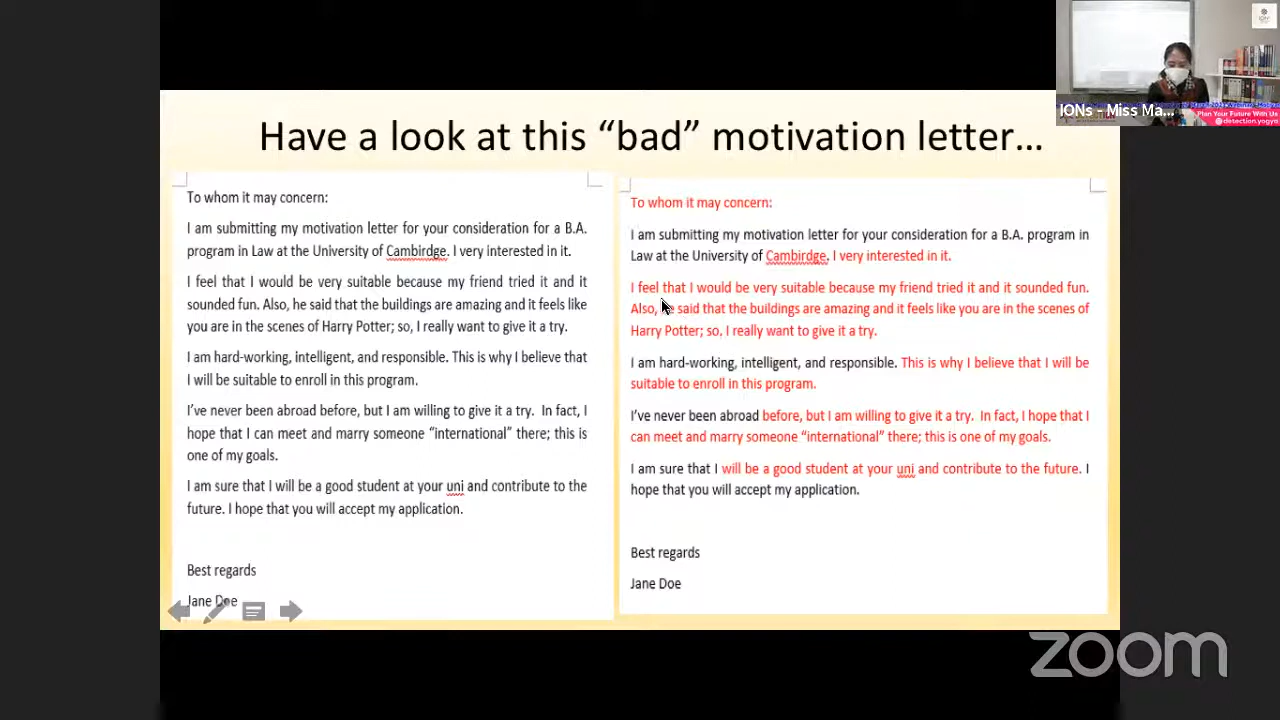 Have a look at this “bad” motivation letter…
To whom it may concern:
I am submitting my motivation letter for your consideration for a B.A.
program in Law at the University of Cambirdge. I very interested in it.
I feel that I would be very suitable because my friend tried it and it
sounded fun. Also, he said that the buildings are amazing and it feels like
you are in the scenes of Harry Potter; so, I really want to give it a try.
I am hard-working, intelligent, and responsible. This is why I believe that
I will be suitable to enroll in this program.
I’ve never been abroad before, but I am willing to give it a try. In fact, I
hope that I can meet and marry someone “international” there; this is
one of my goals.
I am sure that I will be a good student at your uni and contribute to the
future. I hope that you will accept my application.
Best regards
Jane Doe
To whom it may concern:
I am submitting my motivation letter for your consideration for a B.A. program in
Law at the University of Cambirdge. I very interested in it.
I feel that I would be very suitable because my friend tried it and it sounded fun.
Also, he said that the buildings are amazing and it feels like you are in the scenes of
Harry Potter; so, I really want to give it a try.
I am hard-working, intelligent, and responsible. This is why I believe that I will be
suitable to enroll in this program.
I’ve never been abroad before, but I am willing to give it a try. In fact, I hope that I
can meet and marry someone “international” there; this is one of my goals.
I am sure that I will be a good student at your uni and contribute to the future. I
hope that you will accept my application.
Best regards
Jane Doe
IONs - Miss Ma...
Plan Your Future With Us
@detection.yogya
zoom